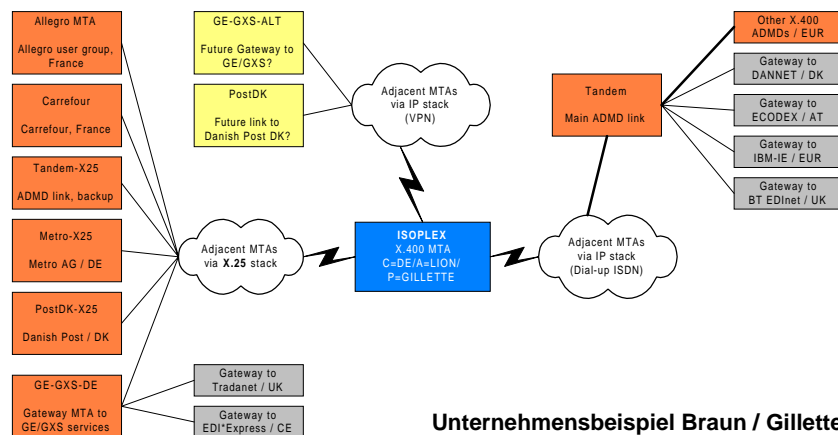 Allegro MTA
Allegro user group,
France
Carrefour
Carrefour, France
Tandem-X25
ADMD link, backup
Metro-X25
Metro AG / DE
PostDK-X25
Danish Post / DK
GE-GXS-DE
Gateway MTA to
GE/GXS services
GE-GXS-ALT
Future Gateway to
GE/GXS?
PostDK
Future link to
Danish Post DK?
Adjacent MTAs
via IP stack
(VPN)
Adjacent MTAs
via X.25 stack
ISOPLEX
X.400 MTA
C=DE/A=LION/
P=GILLETTE
Adjacent MTAs
via IP stack
(Dial-up ISDN)
Tandem
Main ADMD link
Other X.400
ADMDs / EUR
Gateway to
DANNET / DK
Gateway to
ECODEX / AT
Gateway to
IBM-IE / EUR
Gateway to
BT EDInet / UK
Gateway to
Tradanet / UK
Gateway to
EDI*Express / CE
Unternehmensbeispiel Braun / Gillette